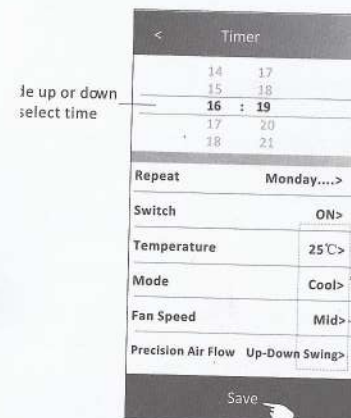 < Timer
14 17
15 18
16 : 19
17 20
18 21
de up or down
select time
Repeat Monday....>
Switch ON>
Temperature 25℃>
Mode Cool>
Fan Speed Mid>
Precision Air Flow Up-Down Swing>
Save